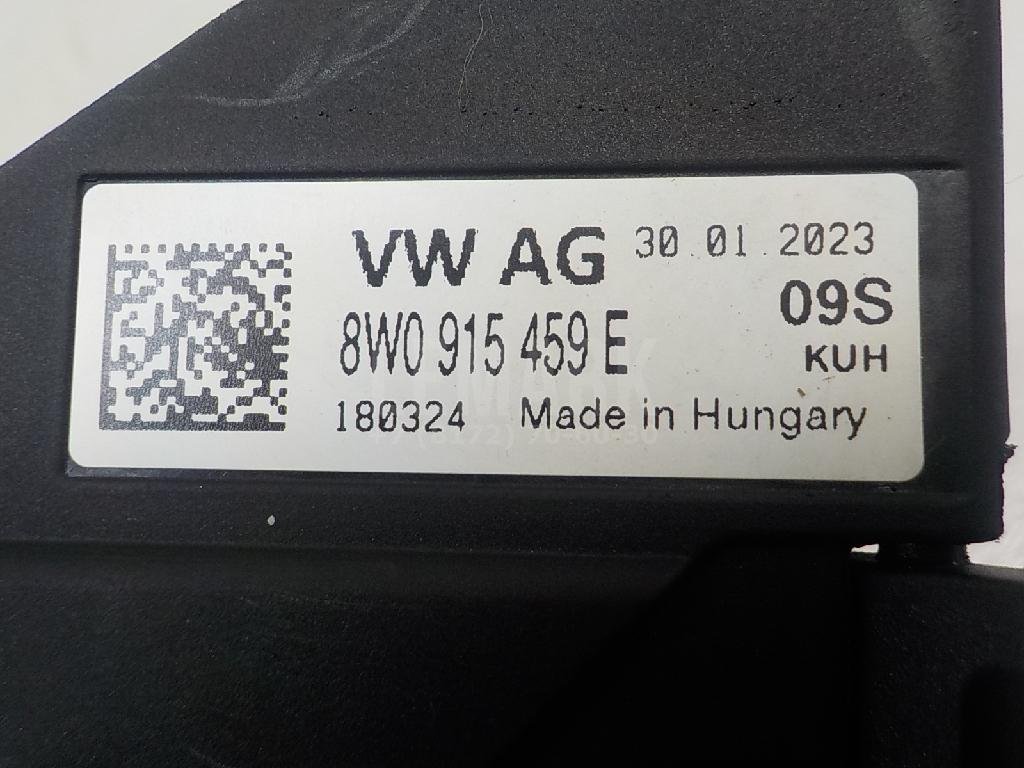 VW AG 30.01.2023
09S
8W0 915 459 E
KUH
180324 Made in Hungary